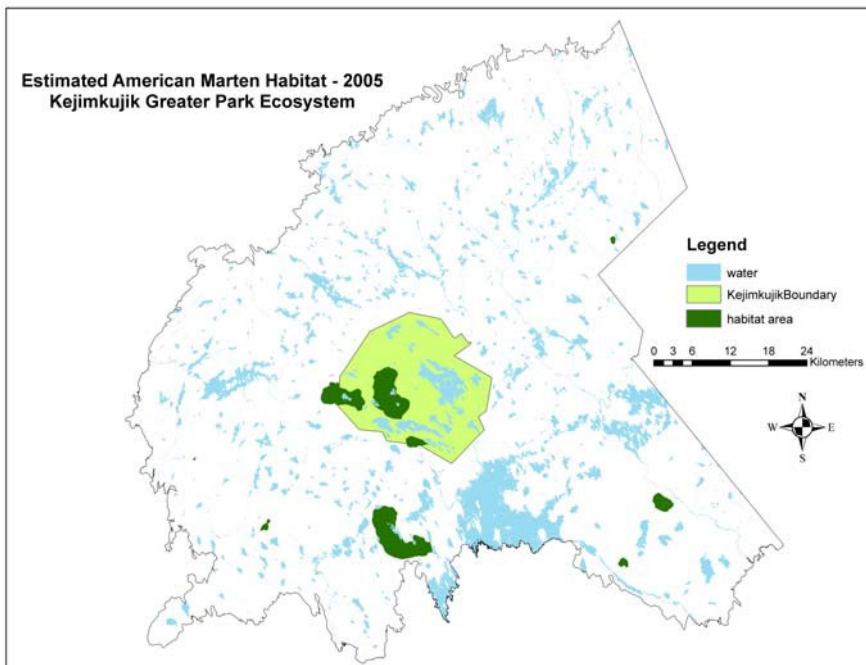 Estimated American Marten Habitat - 2005
Kejimkujik Greater Park Ecosystem
Legend
water
KejimkujikBoundary
habitat area
0 3 6 12 18 24
Kilometers
N
W E
S